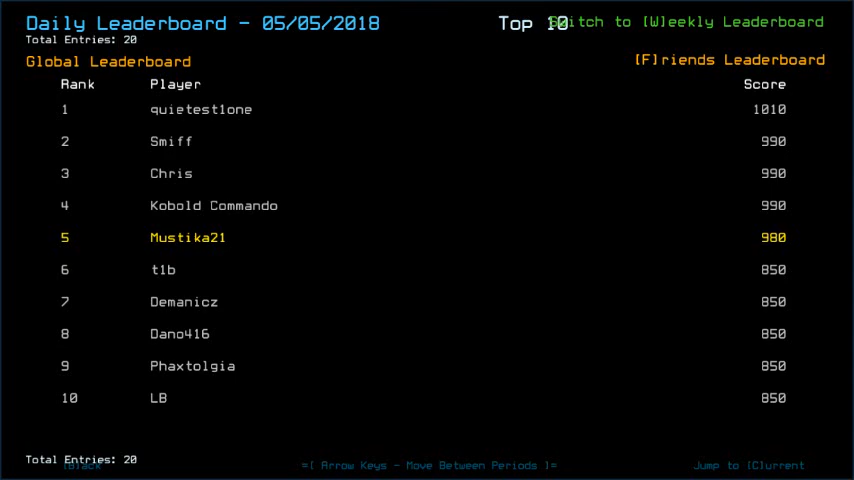 Daily Leaderboard - 05/05/2018 Top 10 Switch to [W]eekly Leaderboard
Total Entries: 20
Global Leaderboard [F]riends Leaderboard
Rank Player Score
1 quietest1one 1010
2 Smiff 990
3 Chris 990
4 Kobold Commando 990
5 Mustika21 980
6 t1b 850
7 Demanicz 850
8 Dano416 850
9 Phaxtolgia 850
10 LB 850
Total Entries: 20
[B]ack =[ Arrow Keys - Move Between Periods ]= Jump to [C]urrent